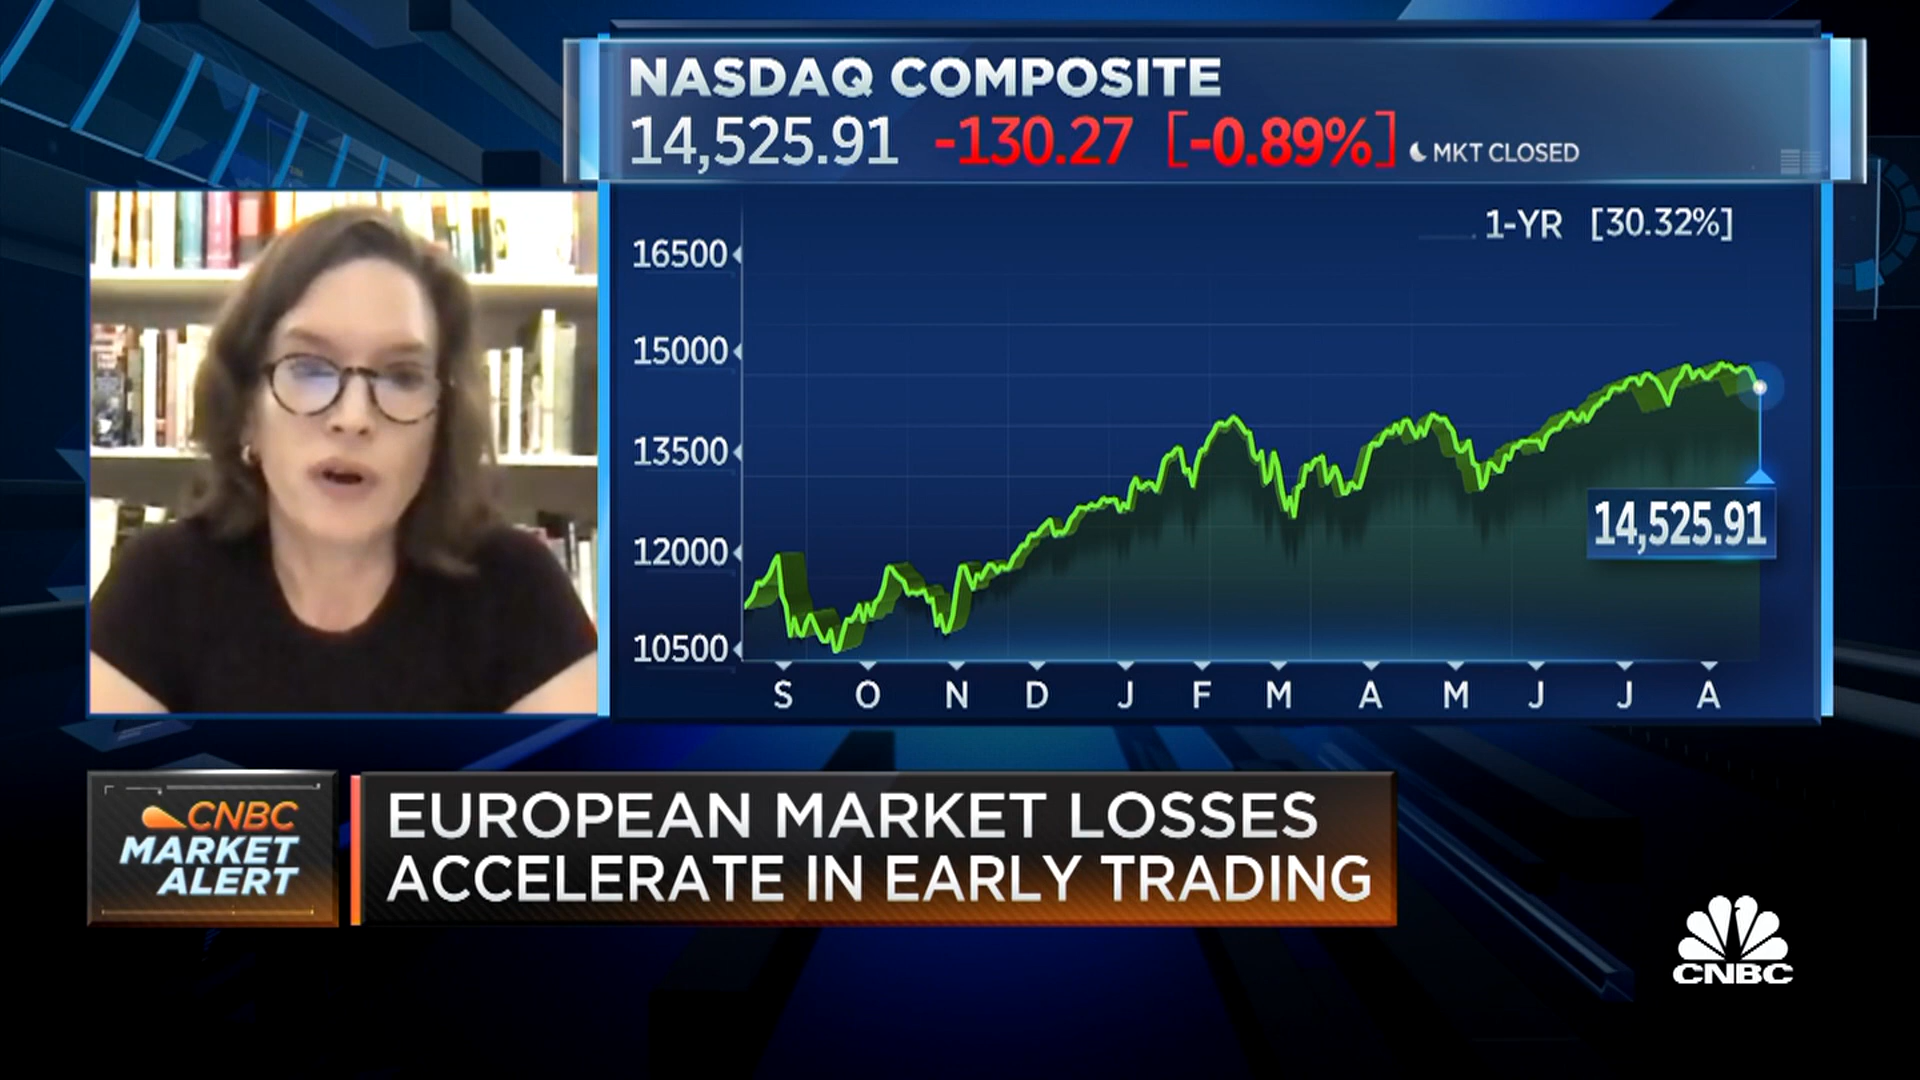 NASDAQ COMPOSITE
14,525.91 -130.27 [-0.89%] MKT CLOSED
1-YR [30.32%]
16500
15000
13500
12000
10500
14,525.91
S O N D J F M A M J J A
CNBC
MARKET
ALERT
EUROPEAN MARKET LOSSES
ACCELERATE IN EARLY TRADING
CNBC